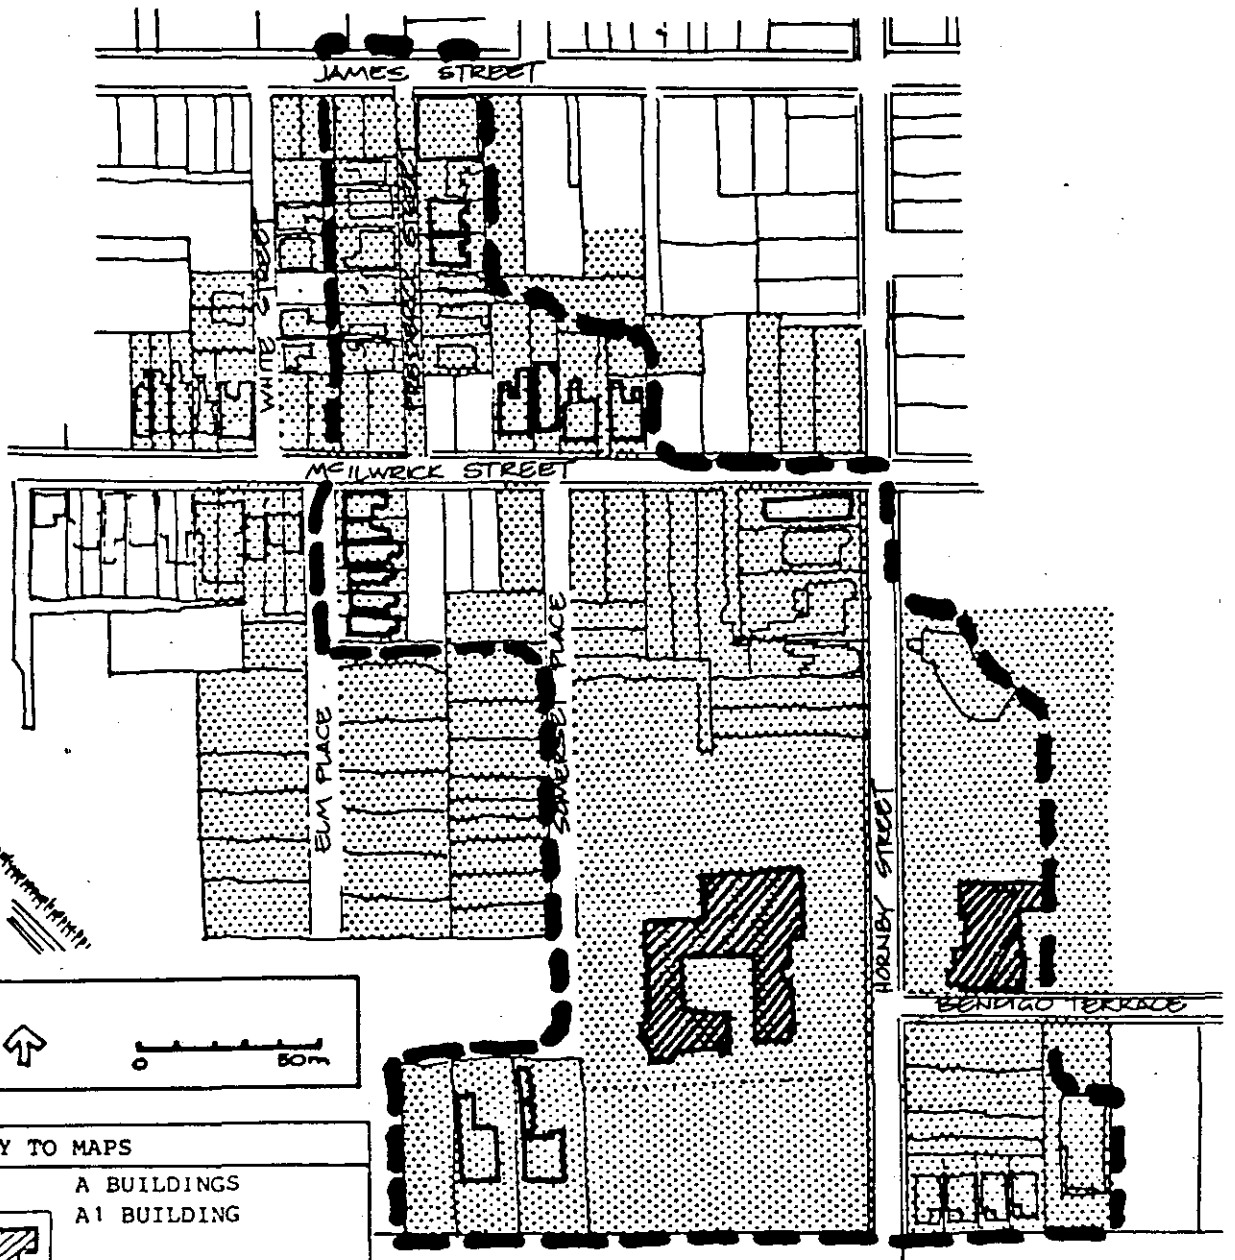 JAMES STREET
WHITE STREET
MCILWRICK STREET
SOMERSET PLACE
ELM PLACE
HORNBY STREET
BENDIGO TERRACE
0 50m
Y TO MAPS
A BUILDINGS
A1 BUILDING